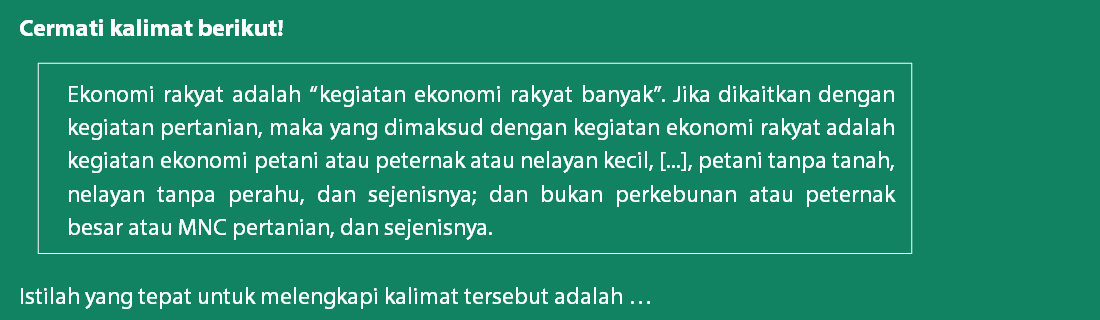 Cermati kalimat berikut!
Ekonomi rakyat adalah “kegiatan ekonomi rakyat banyak”. Jika dikaitkan dengan
kegiatan pertanian, maka yang dimaksud dengan kegiatan ekonomi rakyat adalah
kegiatan ekonomi petani atau peternak atau nelayan kecil, [...], petani tanpa tanah,
nelayan tanpa perahu, dan sejenisnya; dan bukan perkebunan atau peternak
besar atau MNC pertanian, dan sejenisnya.
Istilah yang tepat untuk melengkapi kalimat tersebut adalah …